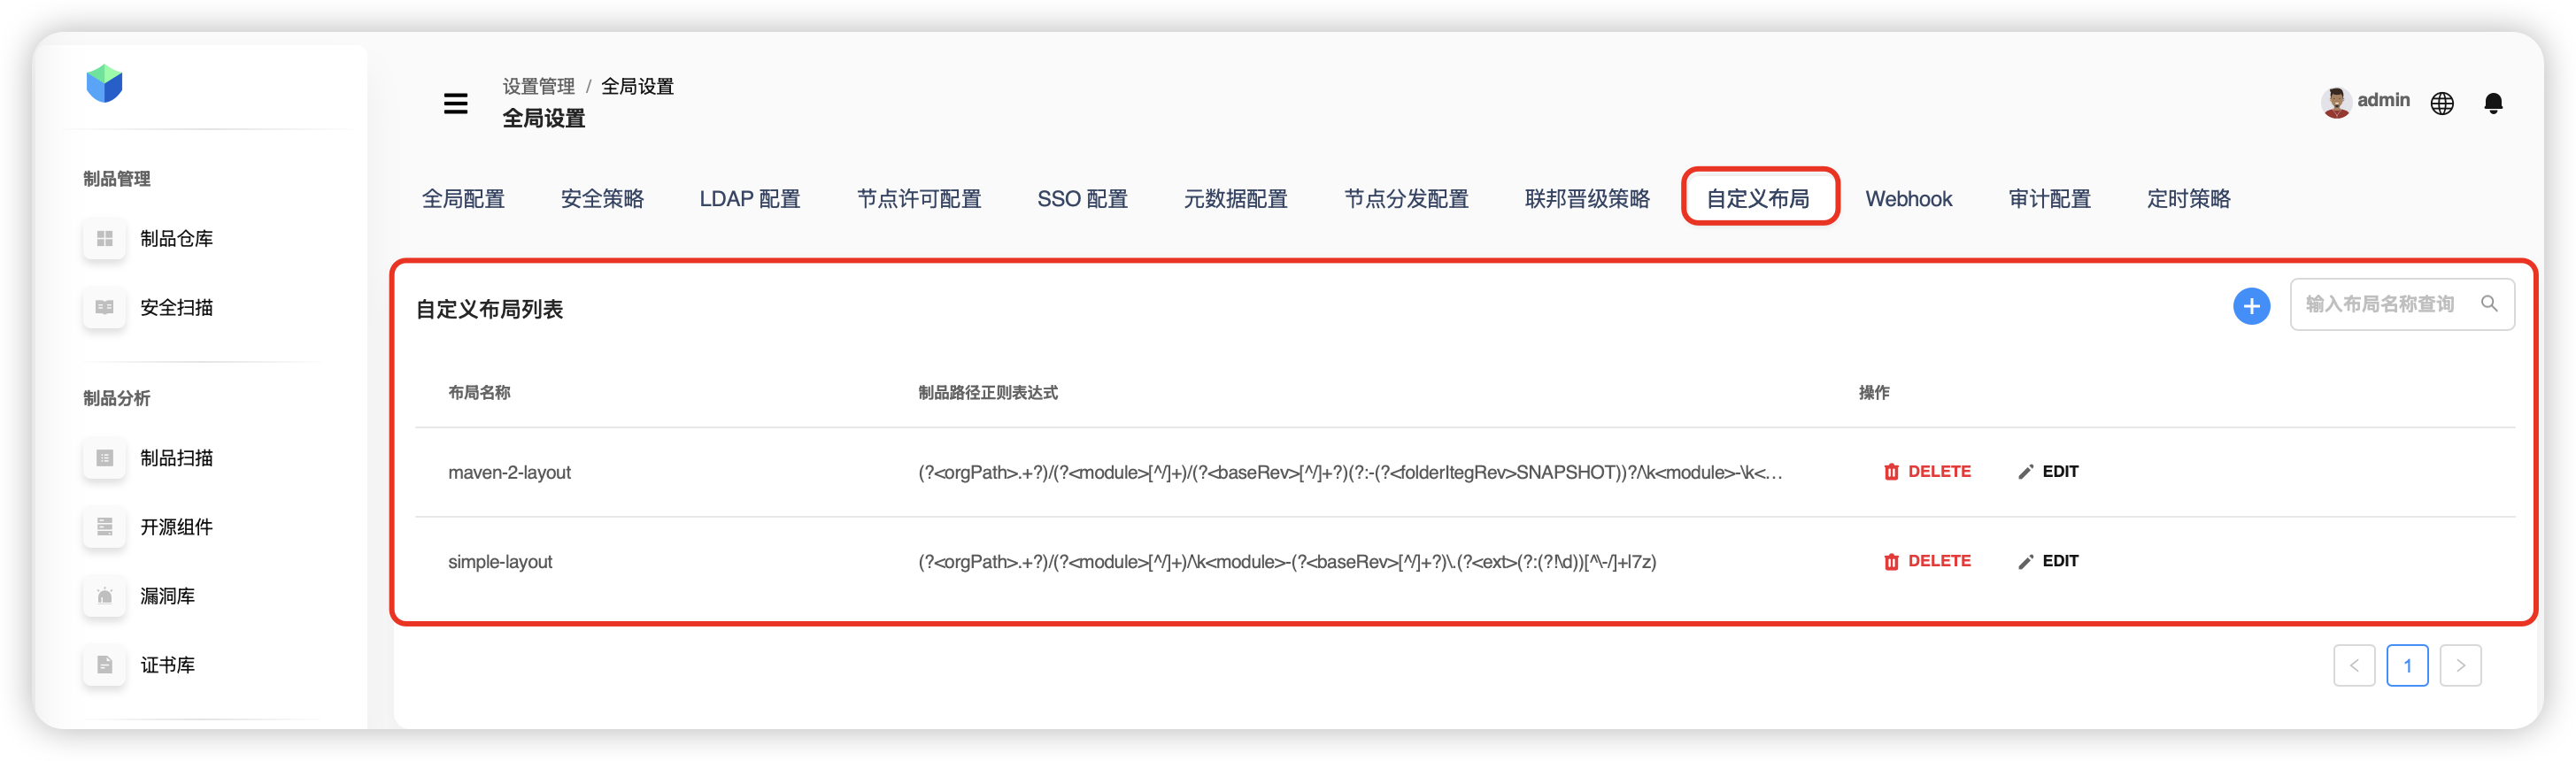 设置管理 / 全局设置
全局设置
admin
制品管理
制品仓库
安全扫描
制品分析
制品扫描
开源组件
漏洞库
证书库
全局配置 安全策略 LDAP 配置 节点许可配置 SSO 配置 元数据配置 节点分发配置 联邦晋级策略 自定义布局 Webhook 审计配置 定时策略
自定义布局列表
输入布局名称查询
布局名称 制品路径正则表达式 操作
maven-2-layout (?<orgPath>.+?)/(?<module>[^/]+)/(?<baseRev>[^/]+?)(?:-(?<folderItegRev>SNAPSHOT))?/\k<module>-\k<... DELETE EDIT
simple-layout (?<orgPath>.+?)/(?<module>[^/]+)/\k<module>-(?<baseRev>[^/]+?)\.(?<ext>(?:(?!\d))[^\-/]+|7z) DELETE EDIT
< 1 >